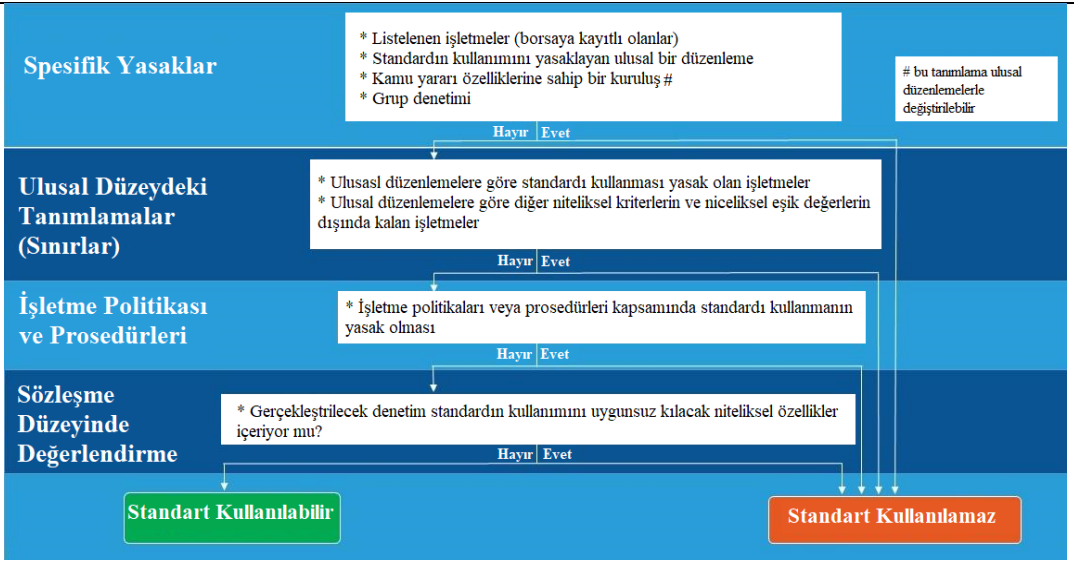 Spesifik Yasaklar
* Listelenen işletmeler (borsaya kayıtlı olanlar)
* Standardın kullanımını yasaklayan ulusal bir düzenleme
* Kamu yararı özelliklerine sahip bir kuruluş #
* Grup denetimi
# bu tanımlama ulusal
düzenlemelerle
değiştirilebilir
Hayır Evet
Ulusal Düzeydeki
Tanımlamalar
(Sınırlar)
* Ulusasl düzenlemelere göre standardı kullanması yasak olan işletmeler
* Ulusal düzenlemelere göre diğer niteliksel kriterlerin ve niceliksel eşik değerlerin
dışında kalan işletmeler
Hayır Evet
İşletme Politikası
ve Prosedürleri
* İşletme politikaları veya prosedürleri kapsamında standardı kullanmanın
yasak olması
Hayır Evet
Sözleşme
Düzeyinde
Değerlendirme
* Gerçekleştrilecek denetim standardın kullanımını uygunsuz kılacak niteliksel özellikler
içeriyor mu?
Hayır Evet
Standart Kullanılabilir
Standart Kullanılamaz